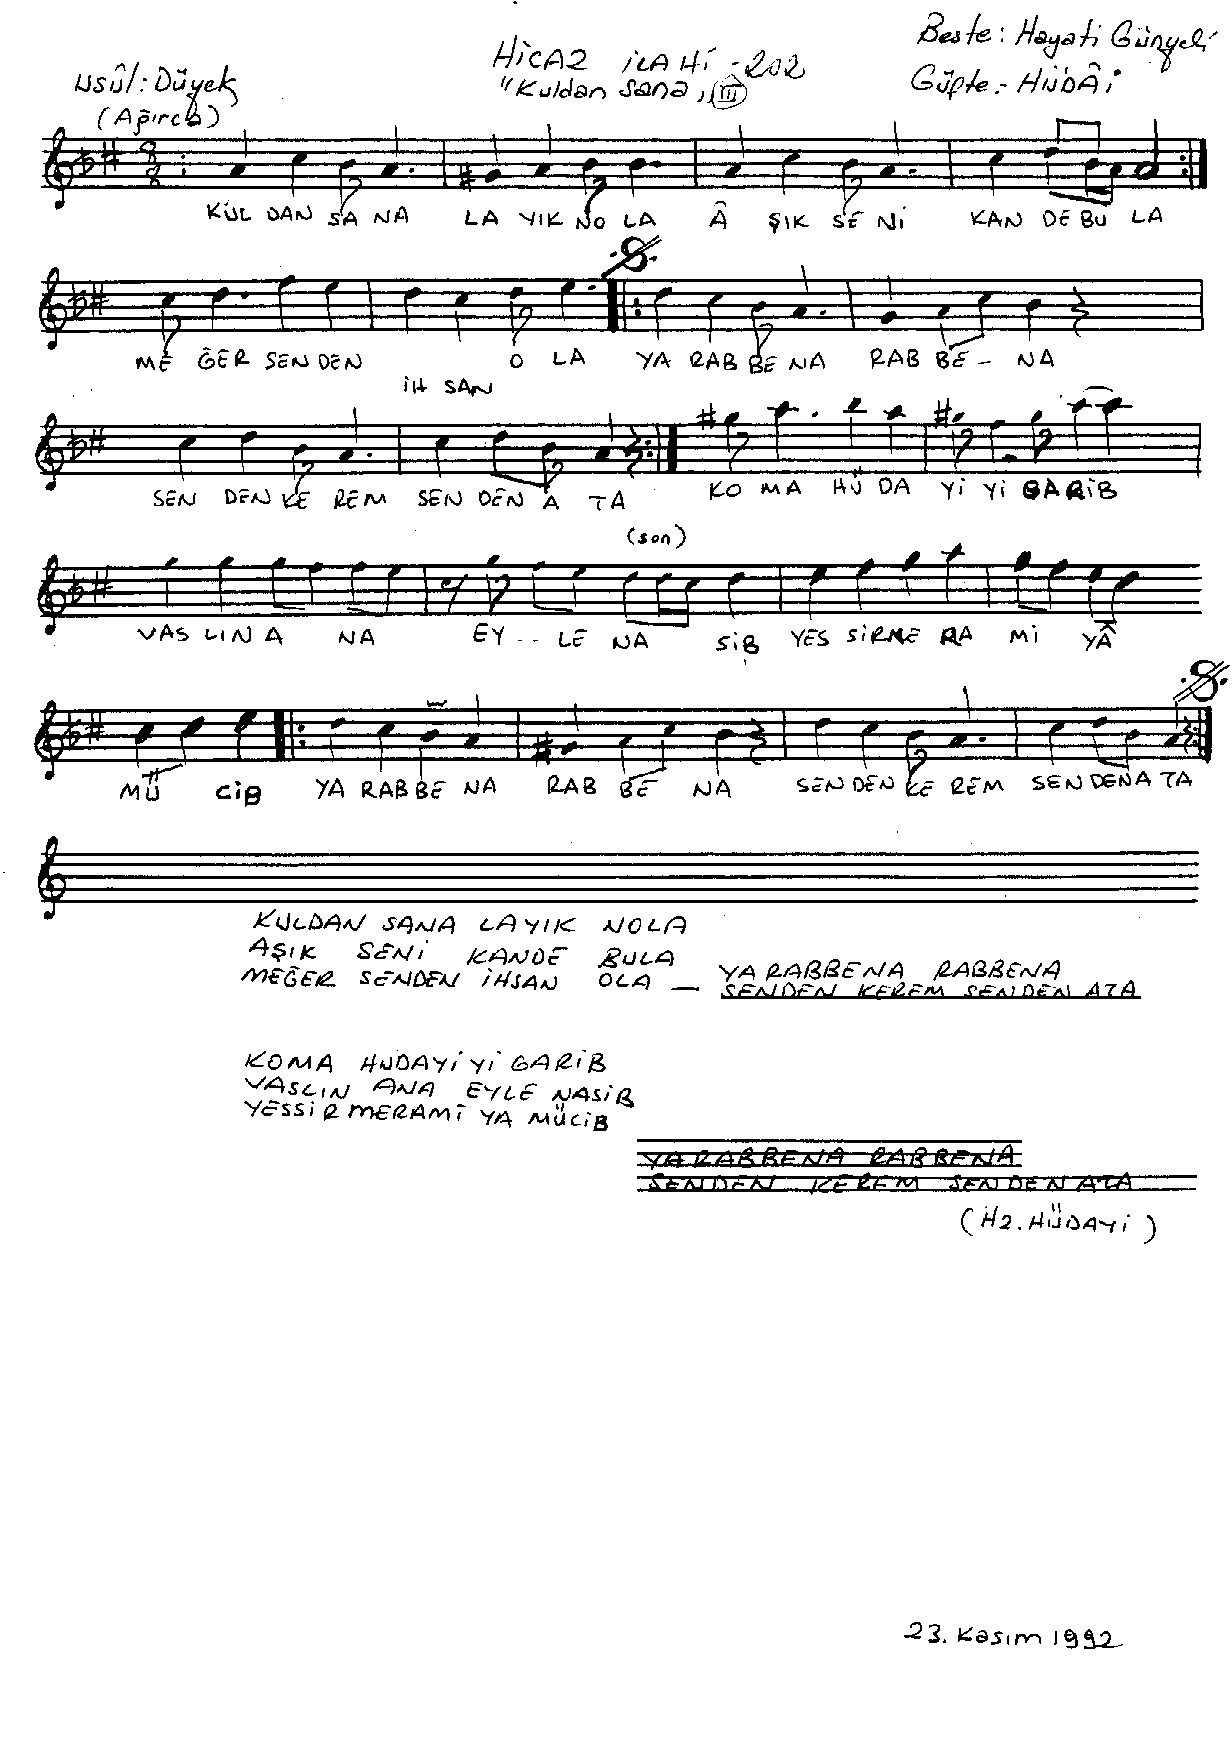 Beste: Hayati Günyeli
HİCAZ İLAHİ - 202
Usûl: Düyek
"Kuldan Sana," III
Güfte:- HÜDÂİ
(Ağırca)
8
8
KUL DAN SA NA LA YIK NO LA Â ŞIK SE Nİ KAN DE BU LA
ME ĞER SEN DEN O LA YA RAB BE NA RAB BE - NA
İH SAN
SEN DEN KE REM SEN DEN A TA KO MA HÜ DA Yİ Yİ GARİB
(son)
VAS LIN A NA EY -- LE NA SİB YES SİR ME RA Mİ YÂ
MÜ CİB YA RAB BE NA RAB BE NA SEN DEN KE REM SEN DEN A TA
KULDAN SANA LAYIK NOLA
AŞIK SENİ KANDE BULA
MEĞER SENDEN İHSAN OLA — YA RABBENA RABBENA
SENDEN KEREM SENDEN ATA
KOMA HÜDAYİ Yİ GARİB
VASLIN ANA EYLE NASİB
YESSİR MERAMİ YA MÜCİB
YA RABBENA RABBENA
SENDEN KEREM SENDEN ATA
(HZ. HÜDAYİ)
23. Kasım 1992